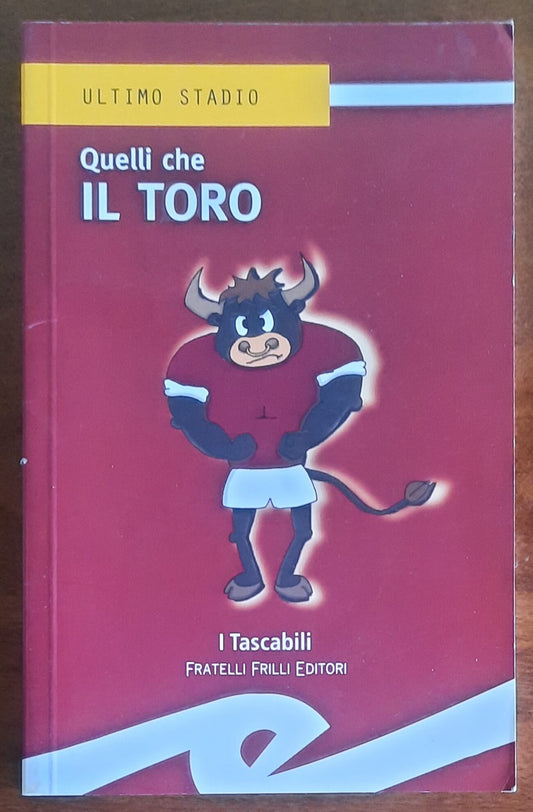 ULTIMO STADIO
Quelli che
IL TORO
I Tascabili
FRATELLI FRILLI EDITORI